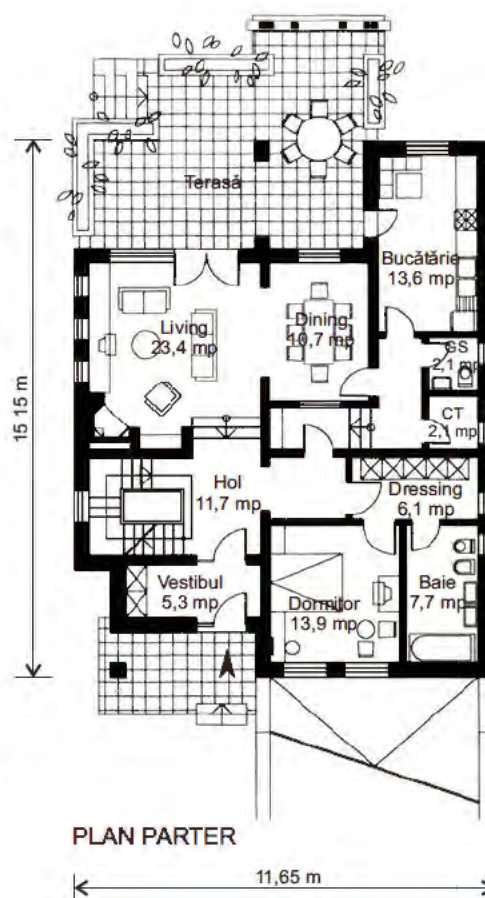 Terasă
Bucătărie
13,6 mp
Living
23,4 mp
Dining
10,7 mp
GS
2,1 mp
CT
2,1 mp
Hol
11,7 mp
Dressing
6,1 mp
Vestibul
5,3 mp
Dormitor
13,9 mp
Baie
7,7 mp
15 15 m
PLAN PARTER
11,65 m